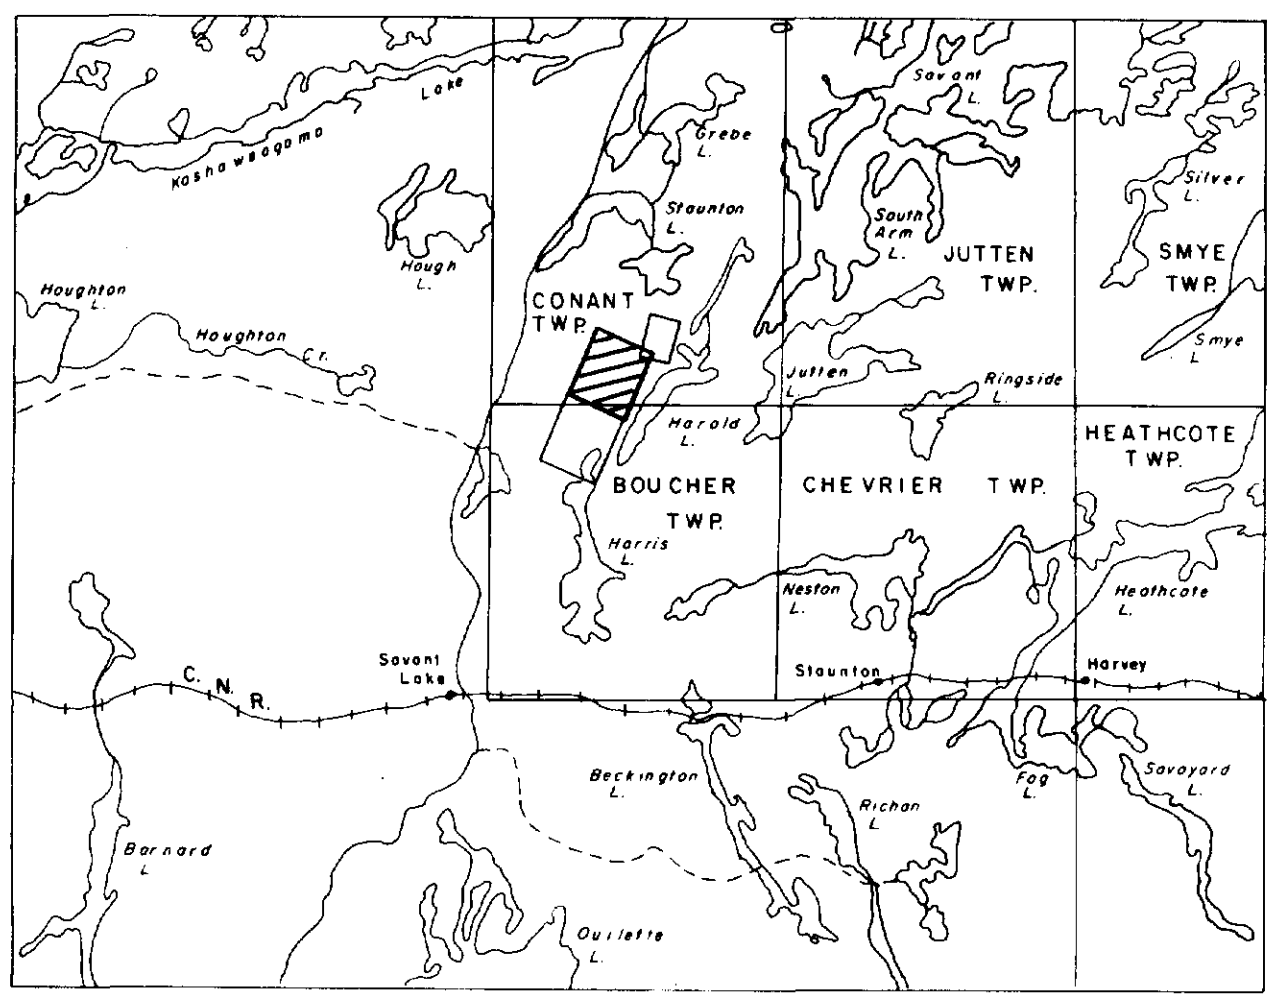 Savant
L.
Lake
Kashaweogama
Grebe
L.
Silver
L.
Staunton
L.
South
Arm
L.
JUTTEN
TWP.
SMYE
TWP.
Hough
L.
Houghton
L.
CONANT
TWP.
Houghton
Cr.
Smye
L
Jutten
L.
Ringside
L.
Harold
L.
HEATHCOTE
TWP.
BOUCHER
TWP.
CHEVRIER TWP.
Harris
L.
Neston
L.
Heathcote
L.
Savant
Lake
Staunton
Harvey
C. N. R.
Beckington
L.
Fog
L.
Savoyard
L.
Richan
L
Barnard
L
Ouilette
L.